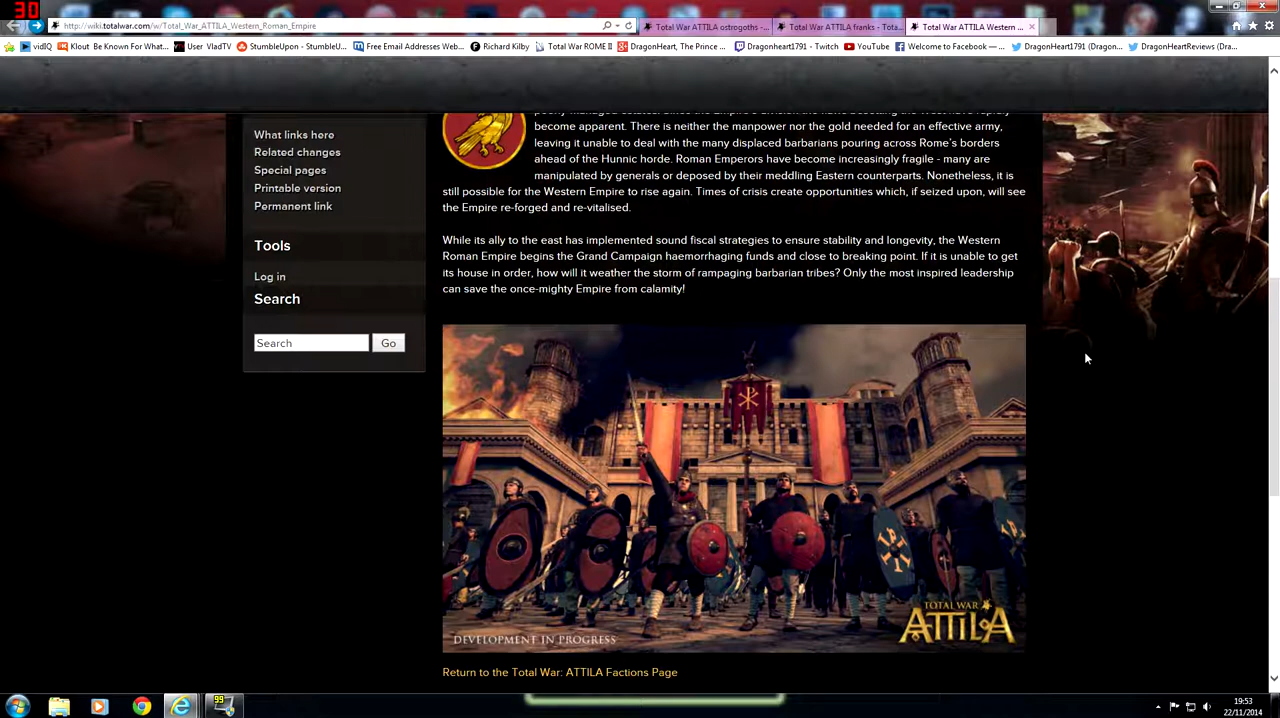 30
http://wiki.totalwar.com/w/Total_War_ATTILA_Western_Roman_Empire
Total War ATTILA ostrogoths -...
Total War ATTILA franks - Tota...
Total War ATTILA Western ...
vidIQ
Klout Be Known For What...
User VladTV
StumbleUpon - StumbleU...
Free Email Addresses Web...
Richard Kilby
Total War ROME II
DragonHeart, The Prince ...
Dragonheart1791 - Twitch
YouTube
Welcome to Facebook — ...
DragonHeart1791 (Dragon...
DragonHeartReviews (Dra...
What links here
Related changes
Special pages
Printable version
Permanent link
Tools
Log in
Search
Search
Go
become apparent. There is neither the manpower nor the gold needed for an effective army,
leaving it unable to deal with the many displaced barbarians pouring across Rome's borders
ahead of the Hunnic horde. Roman Emperors have become increasingly fragile - many are
manipulated by generals or deposed by their meddling Eastern counterparts. Nonetheless, it is
still possible for the Western Empire to rise again. Times of crisis create opportunities which, if seized upon, will see
the Empire re-forged and re-vitalised.
While its ally to the east has implemented sound fiscal strategies to ensure stability and longevity, the Western
Roman Empire begins the Grand Campaign haemorrhaging funds and close to breaking point. If it is unable to get
its house in order, how will it weather the storm of rampaging barbarian tribes? Only the most inspired leadership
can save the once-mighty Empire from calamity!
DEVELOPMENT IN PROGRESS
TOTAL WAR
ATTILA
Return to the Total War: ATTILA Factions Page
99
19:53
22/11/2014